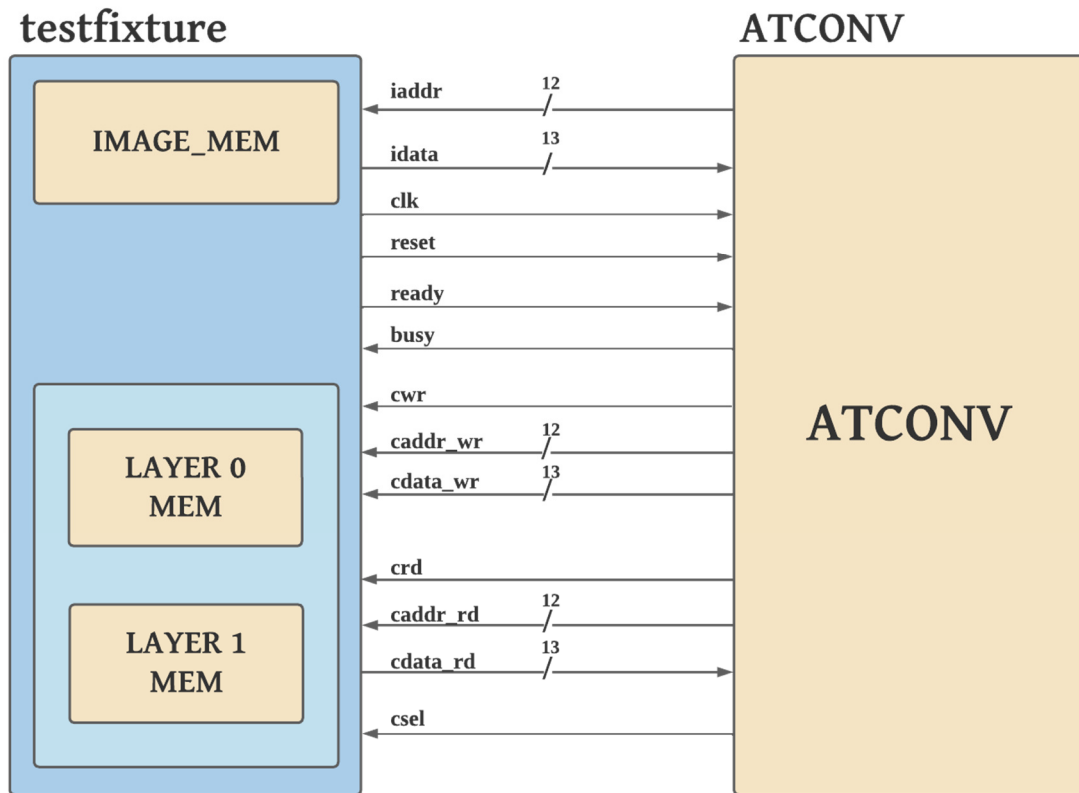 testfixture
ATCONV
IMAGE_MEM
iaddr
12
idata
13
clk
reset
ready
busy
cwr
caddr_wr
12
cdata_wr
13
LAYER 0
MEM
crd
caddr_rd
12
cdata_rd
13
LAYER 1
MEM
csel
ATCONV